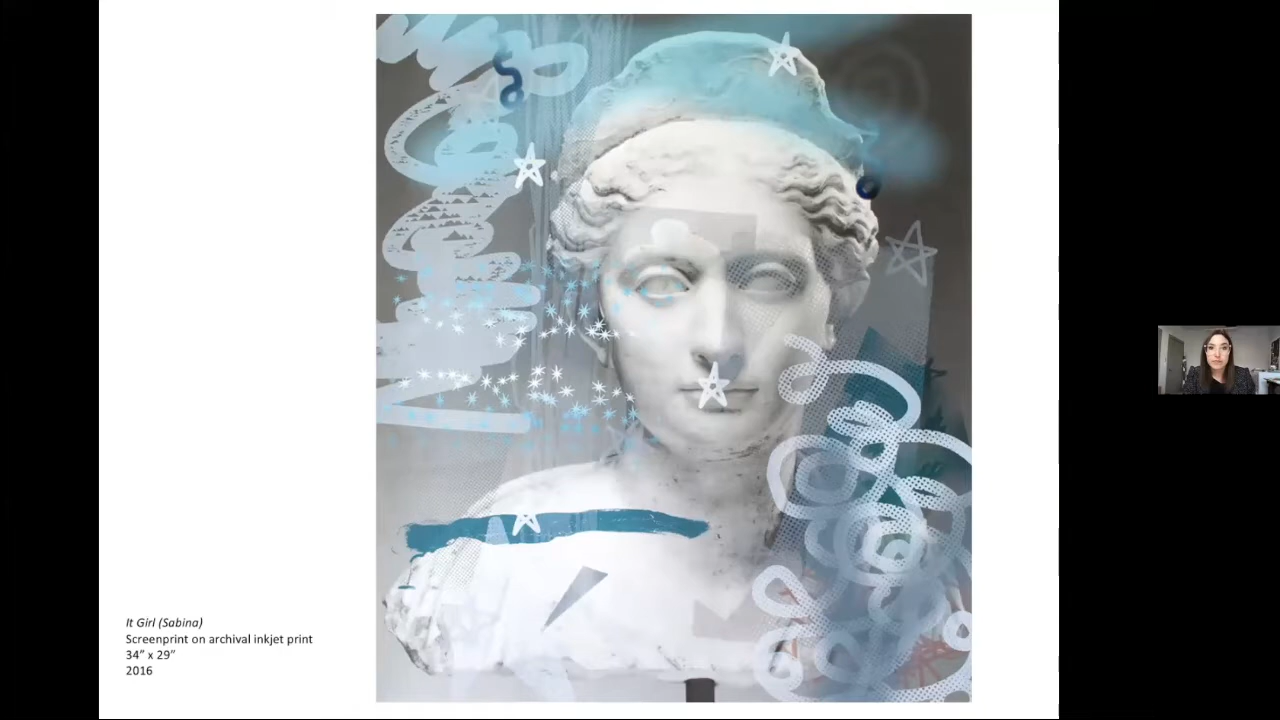 It Girl (Sabina)
Screenprint on archival inkjet print
34” x 29”
2016